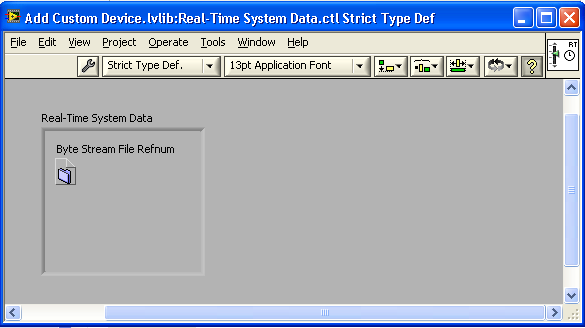 Add Custom Device.lvlib:Real-Time System Data.ctl Strict Type Def
File Edit View Project Operate Tools Window Help
Strict Type Def. 13pt Application Font ?
RT
Real-Time System Data
Byte Stream File Refnum